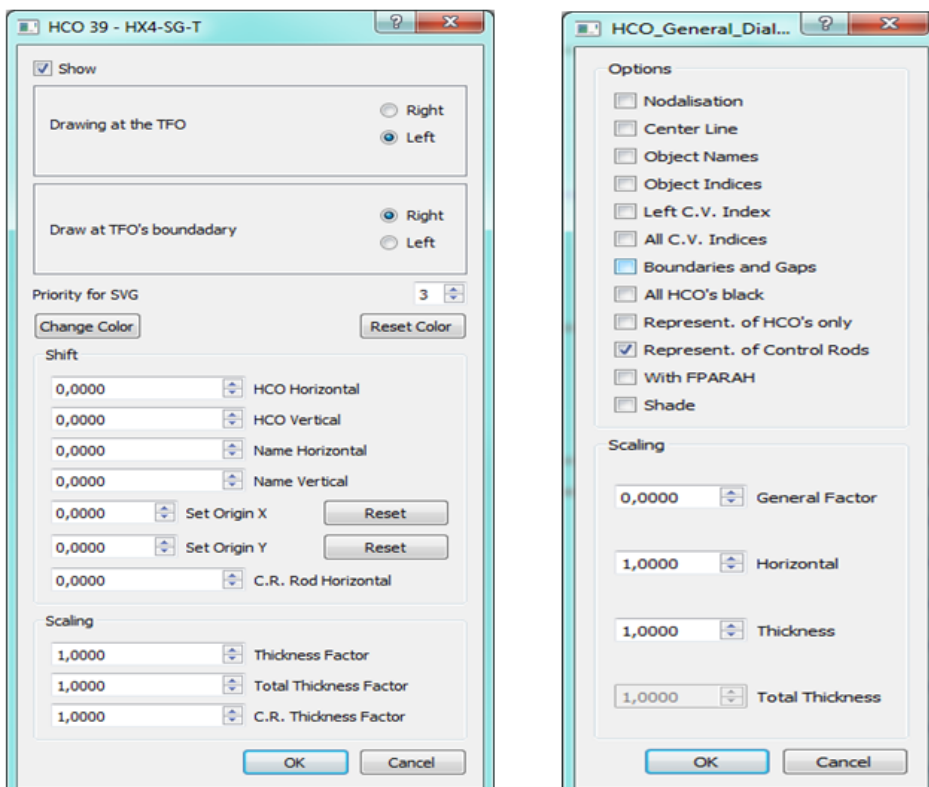 HCO 39 - HX4-SG-T
Show
Drawing at the TFO
Right
Left
Draw at TFO's boundadary
Right
Left
Priority for SVG
3
Change Color
Reset Color
Shift
0,0000 HCO Horizontal
0,0000 HCO Vertical
0,0000 Name Horizontal
0,0000 Name Vertical
0,0000 Set Origin X Reset
0,0000 Set Origin Y Reset
0,0000 C.R. Rod Horizontal
Scaling
1,0000 Thickness Factor
1,0000 Total Thickness Factor
1,0000 C.R. Thickness Factor
OK Cancel
HCO_General_Dial...
Options
Nodalisation
Center Line
Object Names
Object Indices
Left C.V. Index
All C.V. Indices
Boundaries and Gaps
All HCO's black
Represent. of HCO's only
Represent. of Control Rods
With FPARAH
Shade
Scaling
0,0000 General Factor
1,0000 Horizontal
1,0000 Thickness
1,0000 Total Thickness
OK Cancel